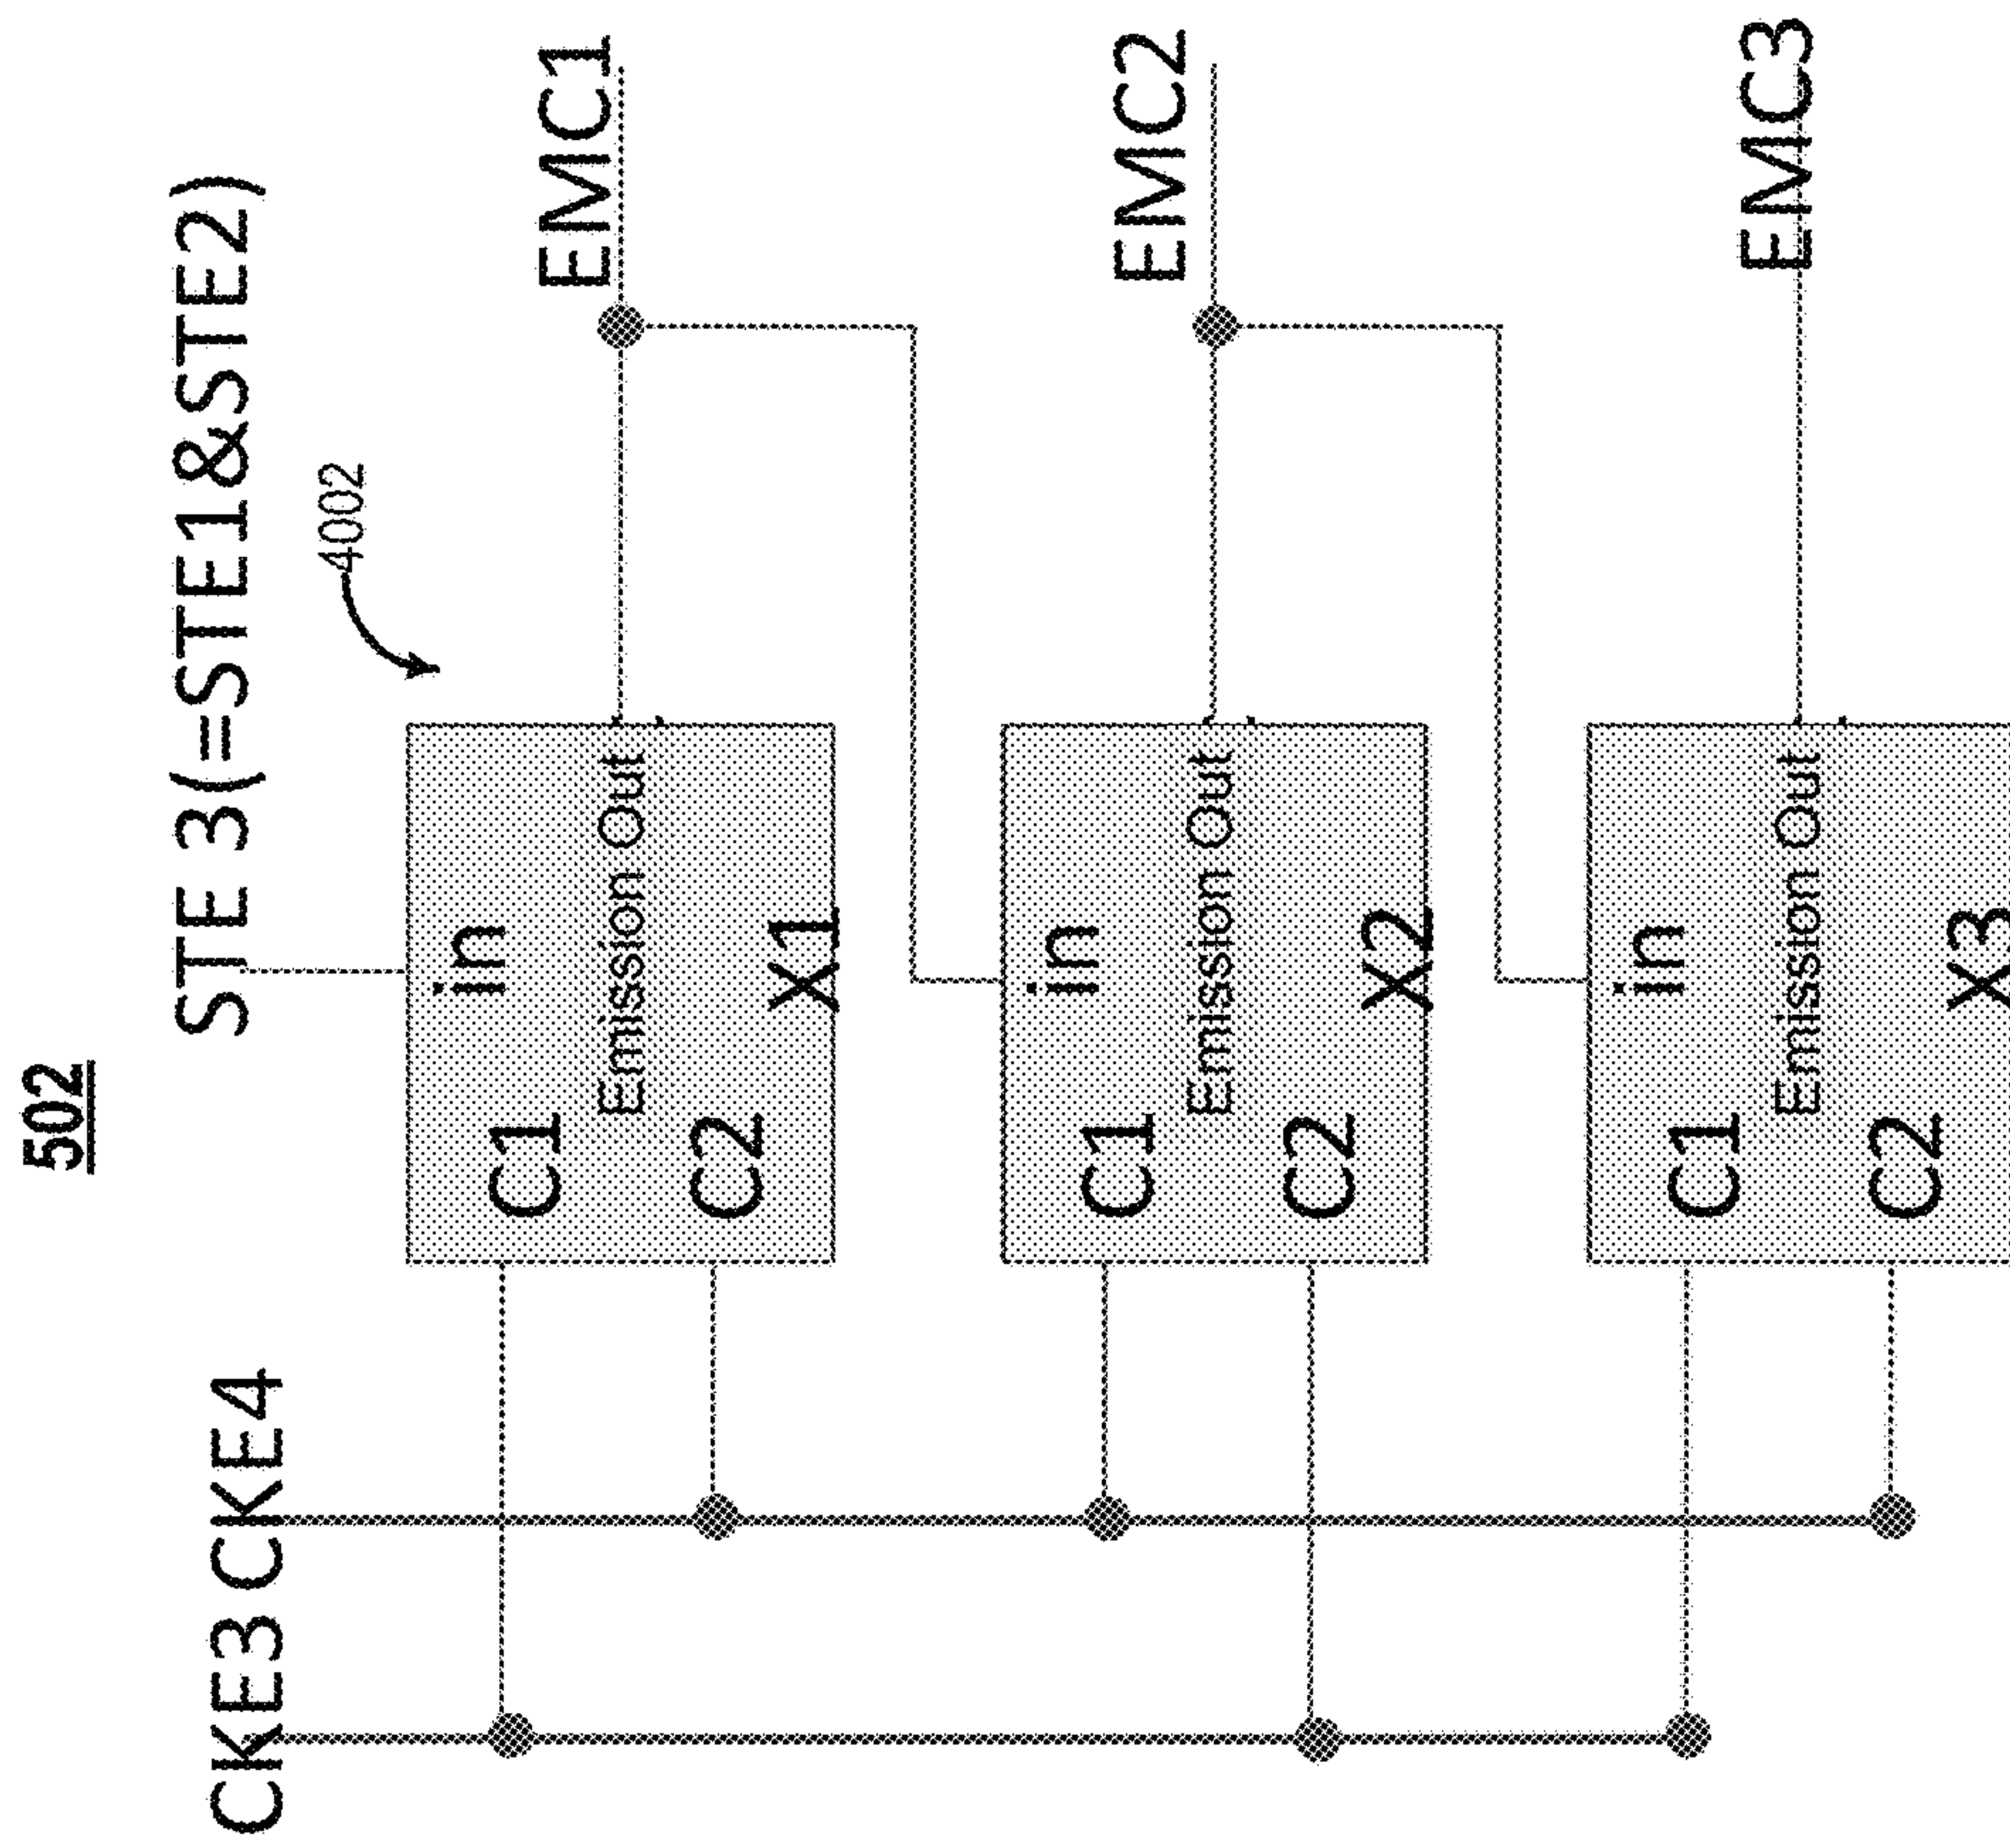 502
STE 3(=STE1&STE2)
CKE3 CKE4
4002
in
C1
Emission Out
C2
X1
EMC1
in
C1
Emission Out
C2
X2
EMC2
in
C1
Emission Out
C2
X3
EMC3